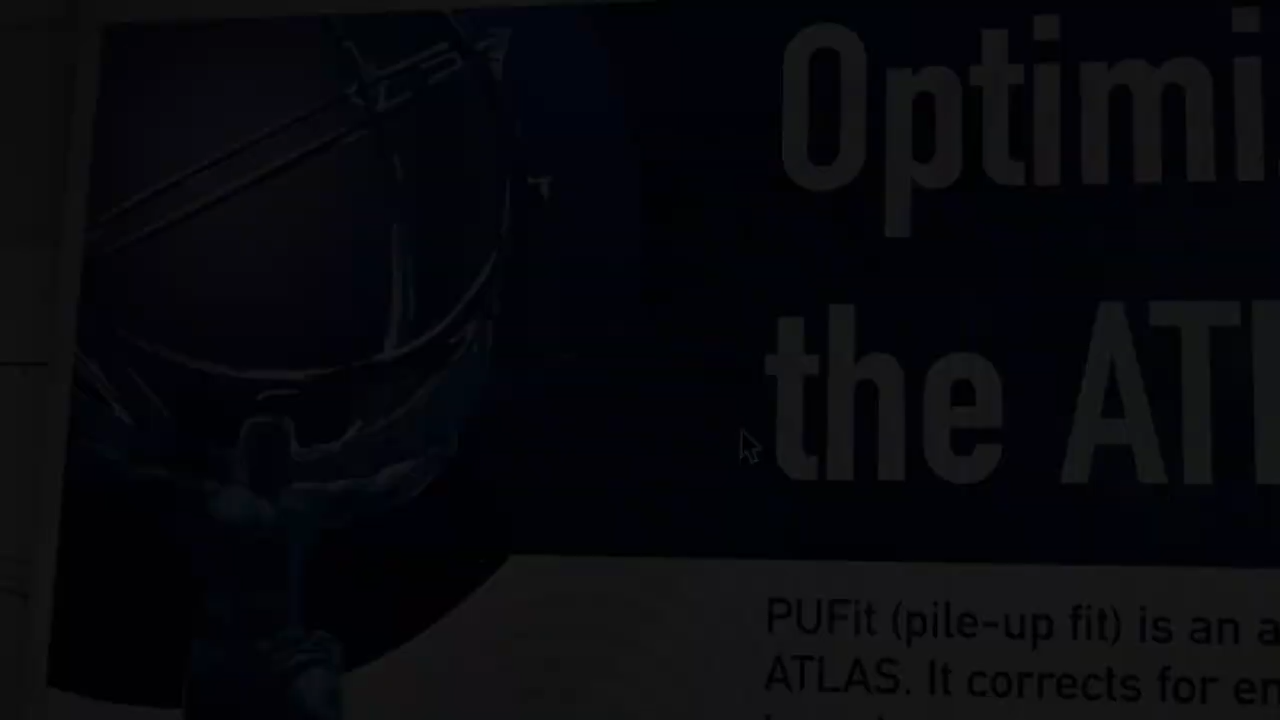 Optimi
the ATL
PUFit (pile-up fit) is an a
ATLAS. It corrects for en